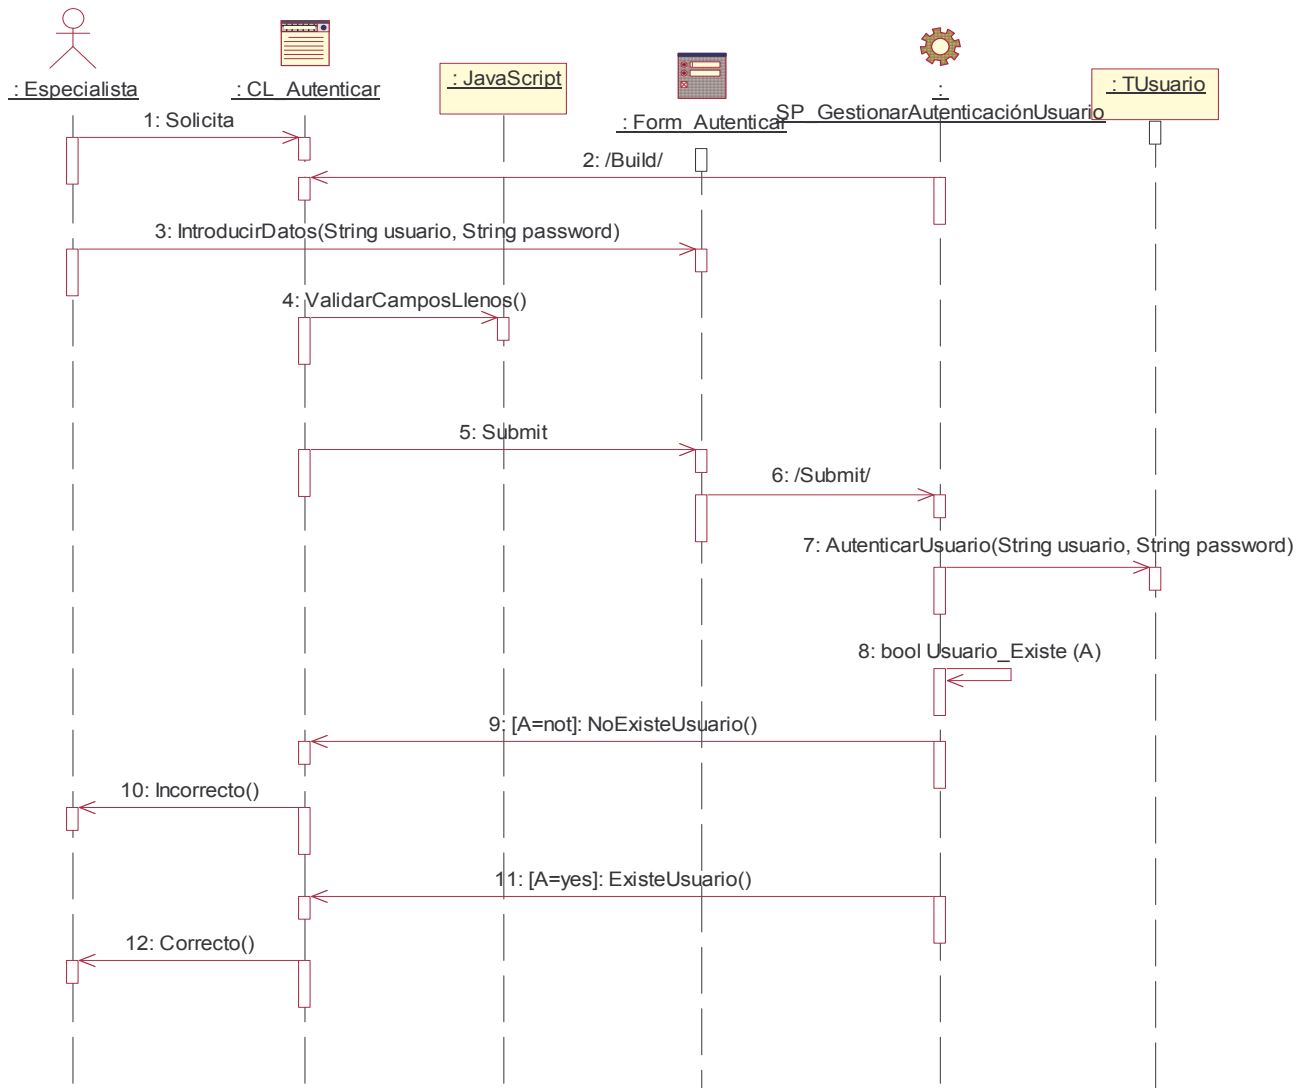 : Especialista
: CL_Autenticar
: JavaScript
: Form_Autenticar
:
SP_GestionarAutenticaciónUsuario
: TUsuario
1: Solicita
2: /Build/
3: IntroducirDatos(String usuario, String password)
4: ValidarCamposLlenos()
5: Submit
6: /Submit/
7: AutenticarUsuario(String usuario, String password)
8: bool Usuario_Existe (A)
9: [A=not]: NoExisteUsuario()
10: Incorrecto()
11: [A=yes]: ExisteUsuario()
12: Correcto()